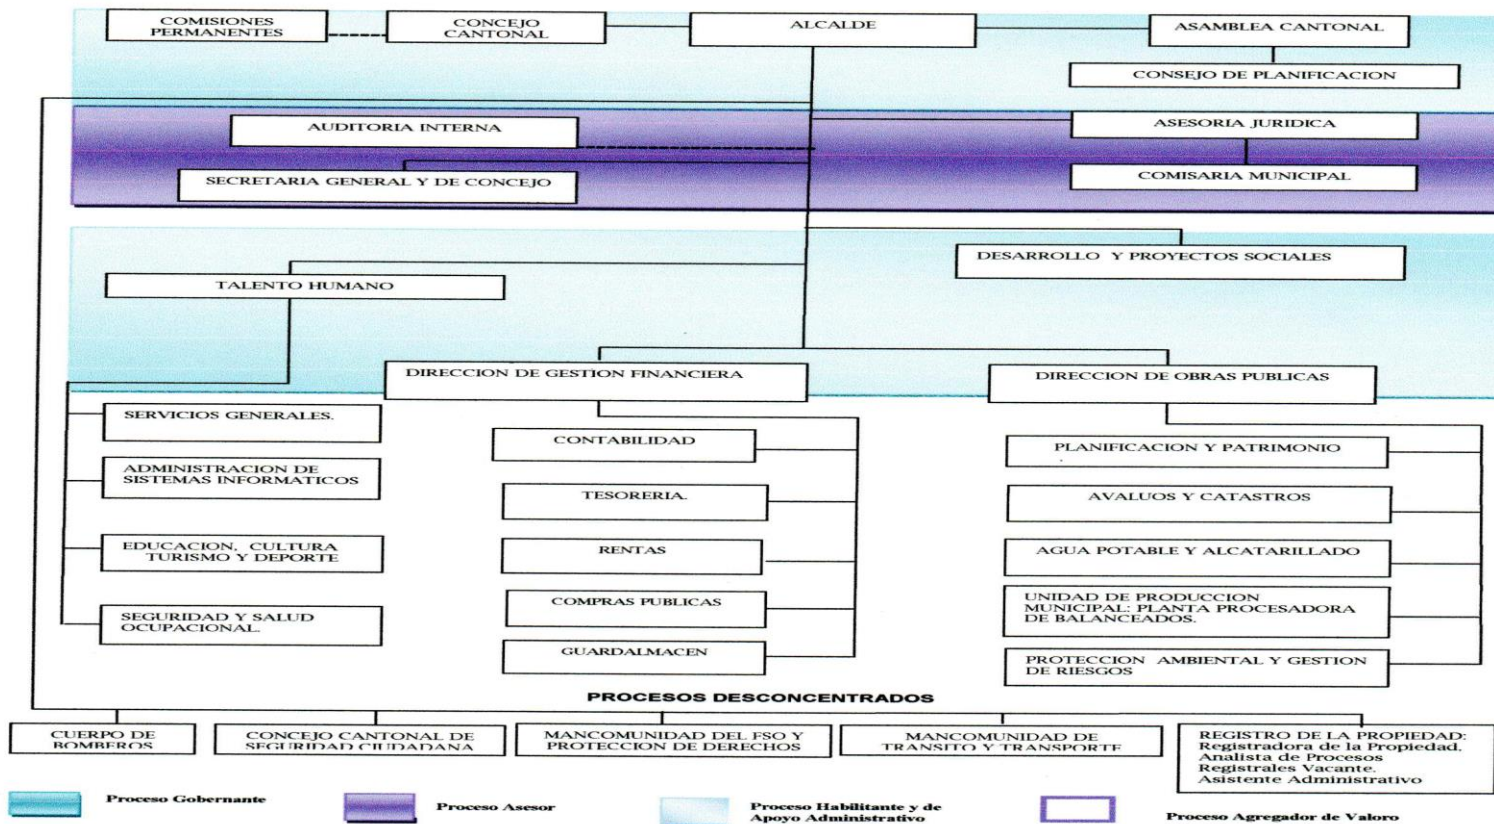 COMISIONES
PERMANENTES
CONCEJO
CANTONAL
ALCALDE
ASAMBLEA CANTONAL
CONSEJO DE PLANIFICACION
AUDITORIA INTERNA
ASESORIA JURIDICA
SECRETARIA GENERAL Y DE CONCEJO
COMISARIA MUNICIPAL
DESARROLLO Y PROYECTOS SOCIALES
TALENTO HUMANO
DIRECCION DE GESTION FINANCIERA
DIRECCION DE OBRAS PUBLICAS
SERVICIOS GENERALES.
ADMINISTRACION DE
SISTEMAS INFORMATICOS
EDUCACION, CULTURA
TURISMO Y DEPORTE
SEGURIDAD Y SALUD
OCUPACIONAL.
CONTABILIDAD
TESORERIA.
RENTAS
COMPRAS PUBLICAS
GUARDALMACEN
PLANIFICACION Y PATRIMONIO
AVALUOS Y CATASTROS
AGUA POTABLE Y ALCATARILLADO
UNIDAD DE PRODUCCION
MUNICIPAL: PLANTA PROCESADORA
DE BALANCEADOS.
PROTECCION AMBIENTAL Y GESTION
DE RIESGOS
PROCESOS DESCONCENTRADOS
CUERPO DE
BOMBEROS
CONCEJO CANTONAL DE
SEGURIDAD CIUDADANA
MANCOMUNIDAD DEL FSO Y
PROTECCION DE DERECHOS
MANCOMUNIDAD DE
TRANSITO Y TRANSPORTE
REGISTRO DE LA PROPIEDAD:
Registradora de la Propiedad.
Analista de Procesos
Registrales Vacante.
Asistente Administrativo
Proceso Gobernante
Proceso Asesor
Proceso Habilitante y de
Apoyo Administrativo
Proceso Agregador de Valoro